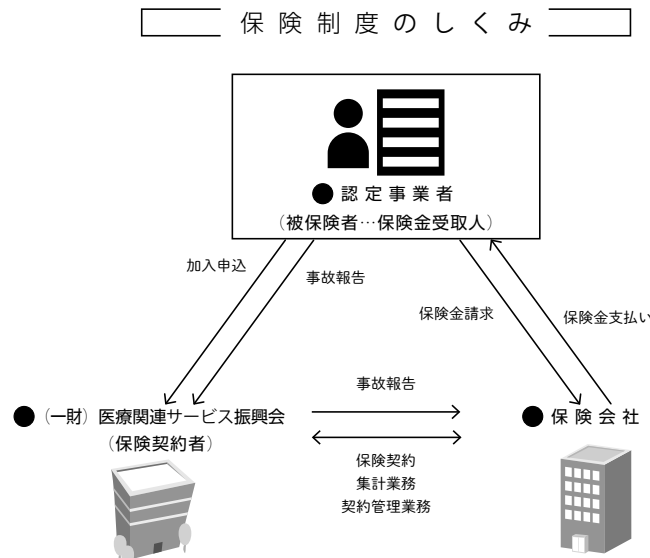 保険制度のしくみ
●認定事業者
(被保険者…保険金受取人)
加入申込
事故報告
保険金請求
保険金支払い
事故報告
●(一財)医療関連サービス振興会
(保険契約者)
●保険会社
保険契約
集計業務
契約管理業務